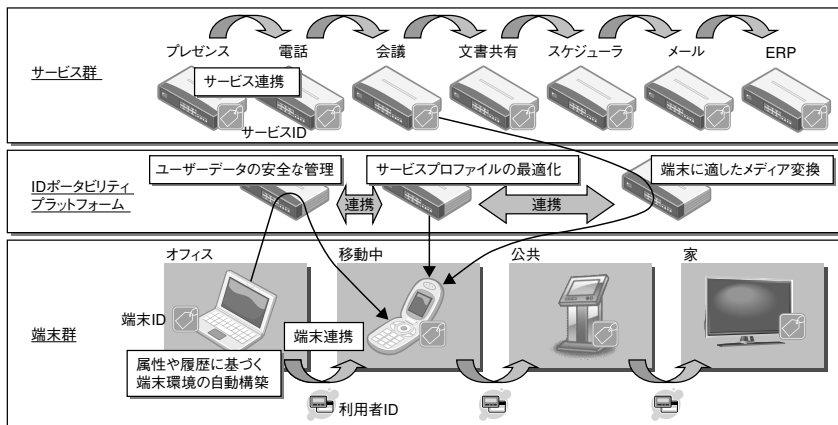 プレゼンス
電話
会議
文書共有
スケジューラ
メール
ERP
サービス群
サービス連携
サービスID
ユーザーデータの安全な管理
サービスプロファイルの最適化
端末に適したメディア変換
IDポータビリティ
プラットフォーム
連携
連携
オフィス
移動中
公共
家
端末ID
端末群
端末連携
属性や履歴に基づく
端末環境の自動構築
利用者ID